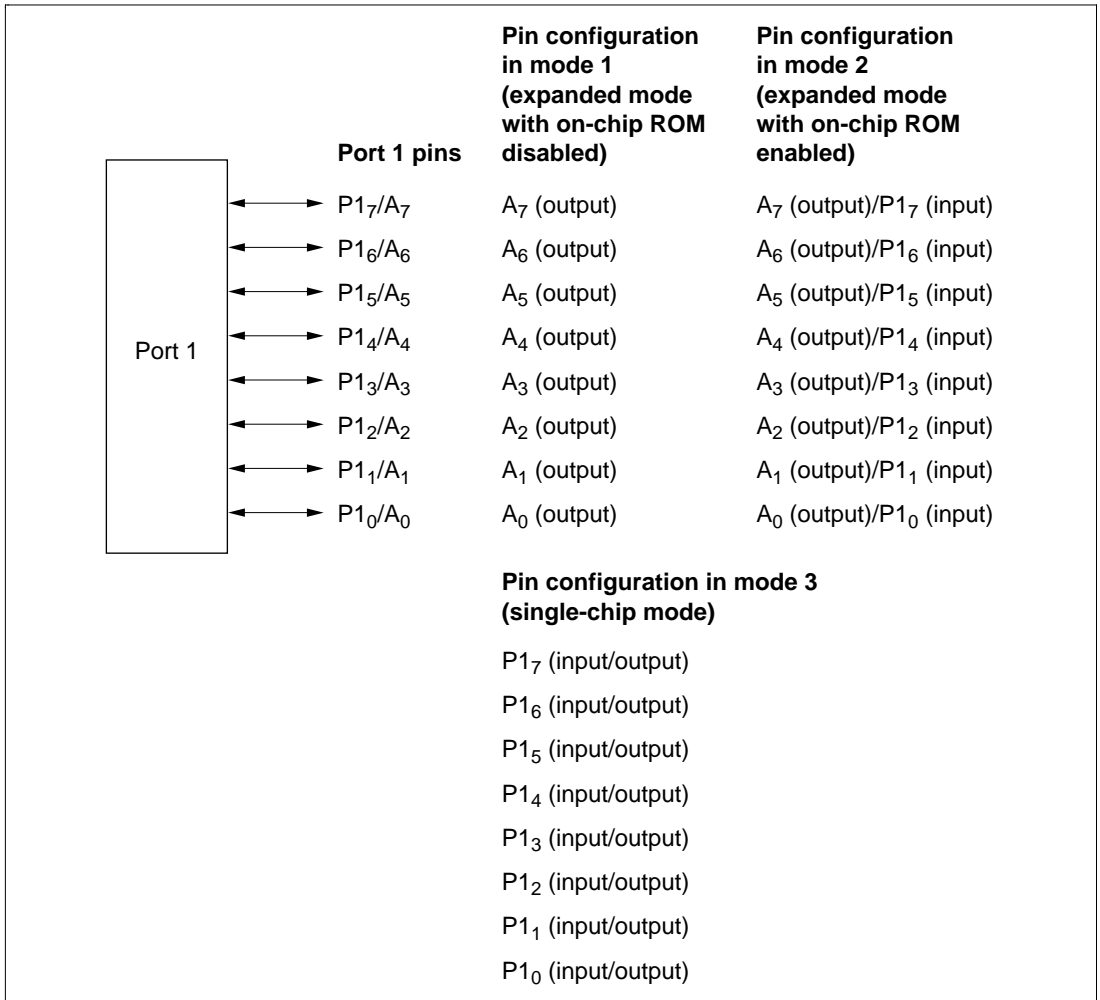 Pin configuration in mode 1 (expanded mode with on-chip ROM disabled)
Pin configuration in mode 2 (expanded mode with on-chip ROM enabled)
Port 1 pins
Port 1
P1₇/A₇ A₇ (output) A₇ (output)/P1₇ (input)
P1₆/A₆ A₆ (output) A₆ (output)/P1₆ (input)
P1₅/A₅ A₅ (output) A₅ (output)/P1₅ (input)
P1₄/A₄ A₄ (output) A₄ (output)/P1₄ (input)
P1₃/A₃ A₃ (output) A₃ (output)/P1₃ (input)
P1₂/A₂ A₂ (output) A₂ (output)/P1₂ (input)
P1₁/A₁ A₁ (output) A₁ (output)/P1₁ (input)
P1₀/A₀ A₀ (output) A₀ (output)/P1₀ (input)
Pin configuration in mode 3
(single-chip mode)
P1₇ (input/output)
P1₆ (input/output)
P1₅ (input/output)
P1₄ (input/output)
P1₃ (input/output)
P1₂ (input/output)
P1₁ (input/output)
P1₀ (input/output)